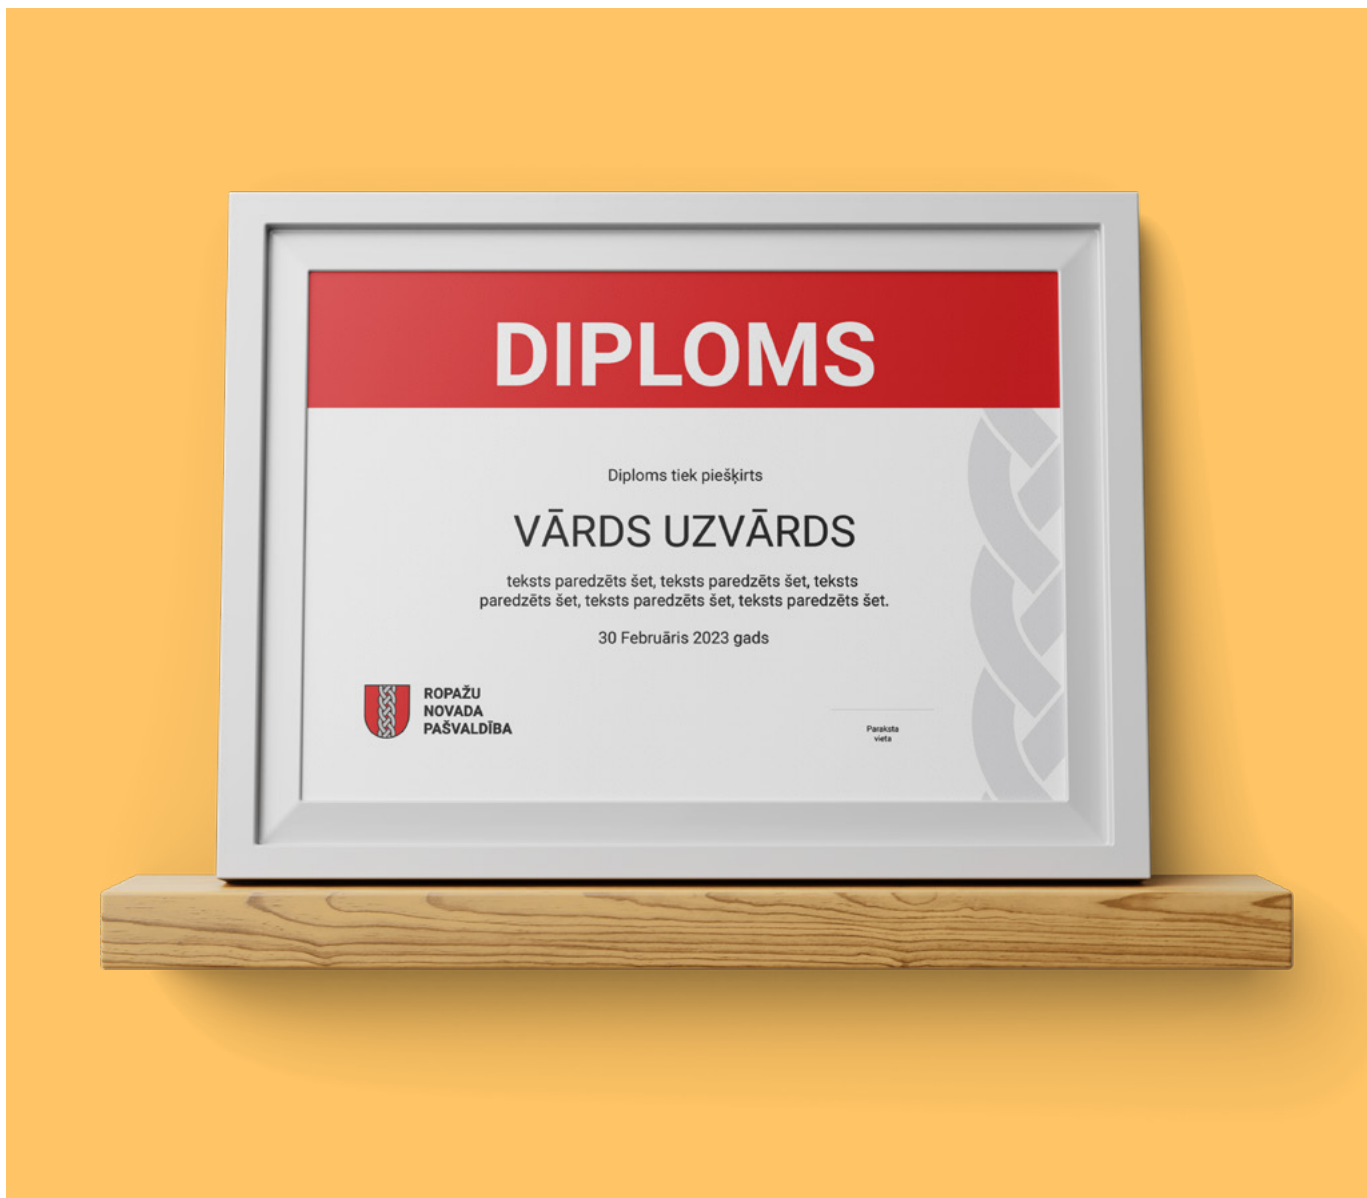 DIPLOMS
Diploms tiek piešķirts
VĀRDS UZVĀRDS
teksts paredzēts šet, teksts paredzēts šet, teksts
paredzēts šet, teksts paredzēts šet, teksts paredzēts šet.
30 Februāris 2023 gads
ROPAŽU
NOVADA
PAŠVALDĪBA
Paraksta
vieta